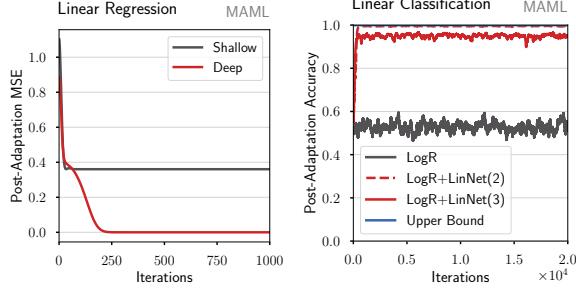 Linear Regression MAML
Post-Adaptation MSE
1.0
0.8
0.6
0.4
0.2
0.0
Shallow
Deep
0 250 500 750 1000
Iterations
Linear Classification MAML
Post-Adaptation Accuracy
1.0
0.8
0.6
0.4
0.2
0.0
LogR
LogR+LinNet(2)
LogR+LinNet(3)
Upper Bound
0.0 0.5 1.0 1.5 2.0
Iterations ×10⁴